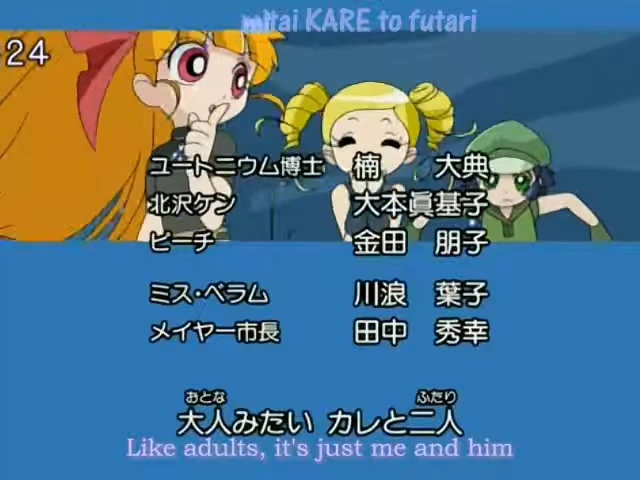 mitai KARE to futari
24
ユートニウム博士 楠 大典
北沢ケン 大本眞基子
ピーチ 金田 朋子
ミス・ベラム 川浪 葉子
メイヤー市長 田中 秀幸
おとな ふたり
大人みたい カレと二人
Like adults, it's just me and him